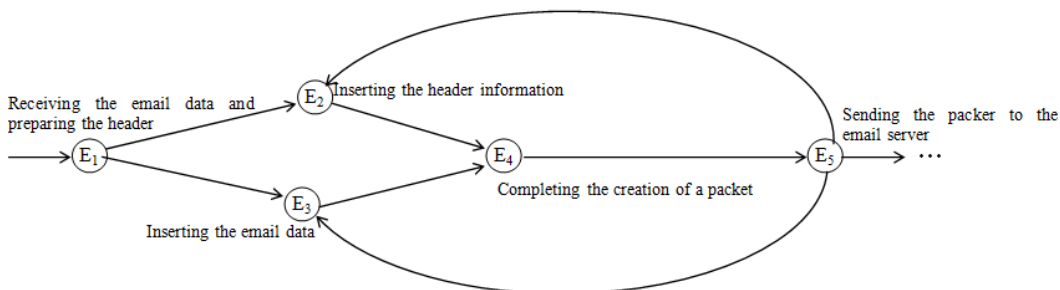 Inserting the header information
Receiving the email data and
preparing the header
E2
Sending the packer to the
email server
E1
E4
E5
...
Completing the creation of a packet
E3
Inserting the email data